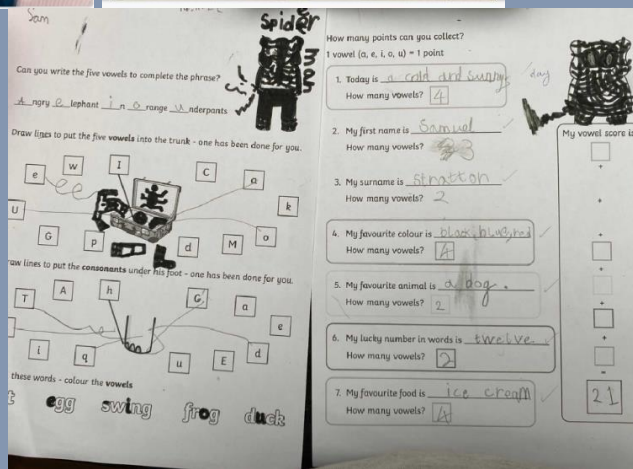 Sam
Spider
man
Can you write the five vowels to complete the phrase?
A ngry e lephant i n o range u nderpants
Draw lines to put the five vowels into the trunk - one has been done for you.
e w I C a
ee
U k
G p d M o
raw lines to put the consonants under his foot - one has been done for you.
T A h G a
e
i q u E d
these words - colour the vowels
t egg swing frog duck
How many points can you collect?
1 vowel (a, e, i, o, u) = 1 point
1. Today is a cold and sunny day
How many vowels? 4
2. My first name is Samuel
How many vowels? 3
3. My surname is Stratton
How many vowels? 2
4. My favourite colour is black, blue, red
How many vowels? 4
5. My favourite animal is a dog.
How many vowels? 2
6. My lucky number in words is twelve
How many vowels? 2
7. My favourite food is ice cream
How many vowels? 4
My vowel score is
+
+
+
+
+
+
=
21